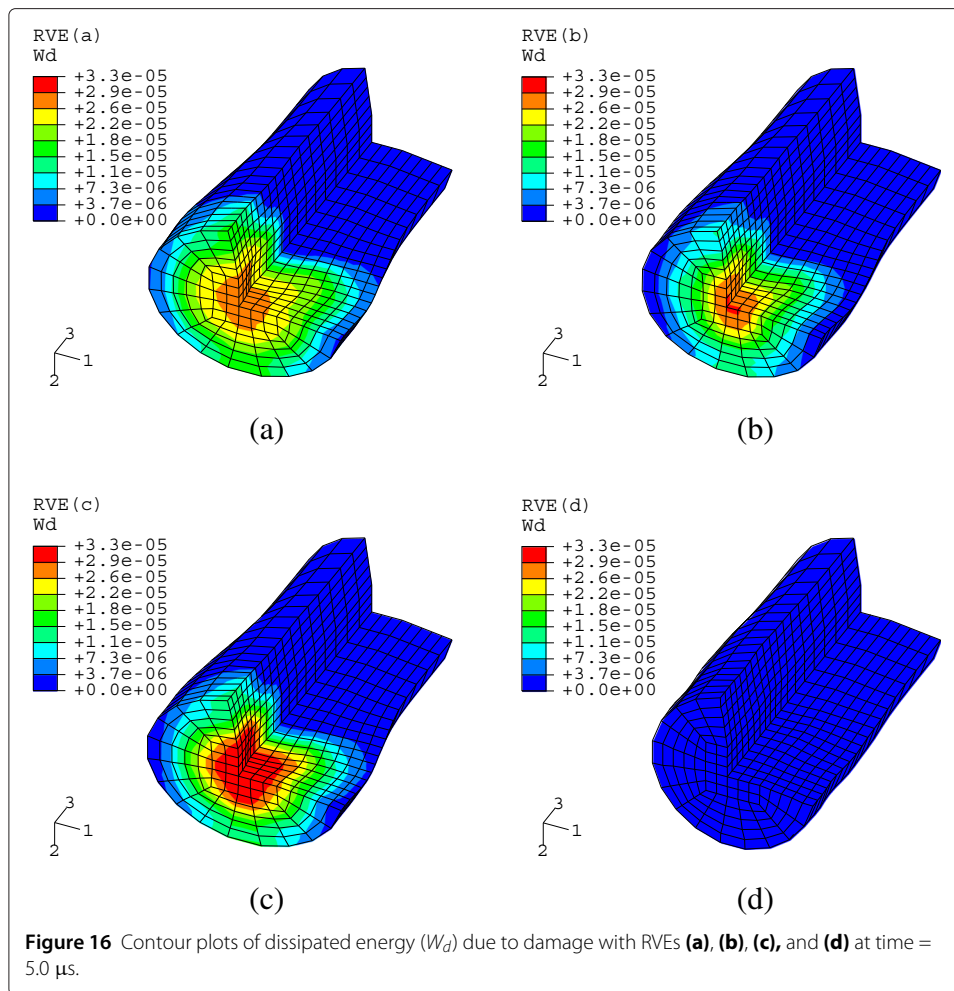 RVE(a)
Wd
+3.3e-05
+2.9e-05
+2.6e-05
+2.2e-05
+1.8e-05
+1.5e-05
+1.1e-05
+7.3e-06
+3.7e-06
+0.0e+00
3
1
2
(a)
RVE(b)
Wd
+3.3e-05
+2.9e-05
+2.6e-05
+2.2e-05
+1.8e-05
+1.5e-05
+1.1e-05
+7.3e-06
+3.7e-06
+0.0e+00
3
1
2
(b)
RVE(c)
Wd
+3.3e-05
+2.9e-05
+2.6e-05
+2.2e-05
+1.8e-05
+1.5e-05
+1.1e-05
+7.3e-06
+3.7e-06
+0.0e+00
3
1
2
(c)
RVE(d)
Wd
+3.3e-05
+2.9e-05
+2.6e-05
+2.2e-05
+1.8e-05
+1.5e-05
+1.1e-05
+7.3e-06
+3.7e-06
+0.0e+00
3
1
2
(d)
Figure 16 Contour plots of dissipated energy (W_d) due to damage with RVEs (a), (b), (c), and (d) at time =
5.0 μs.